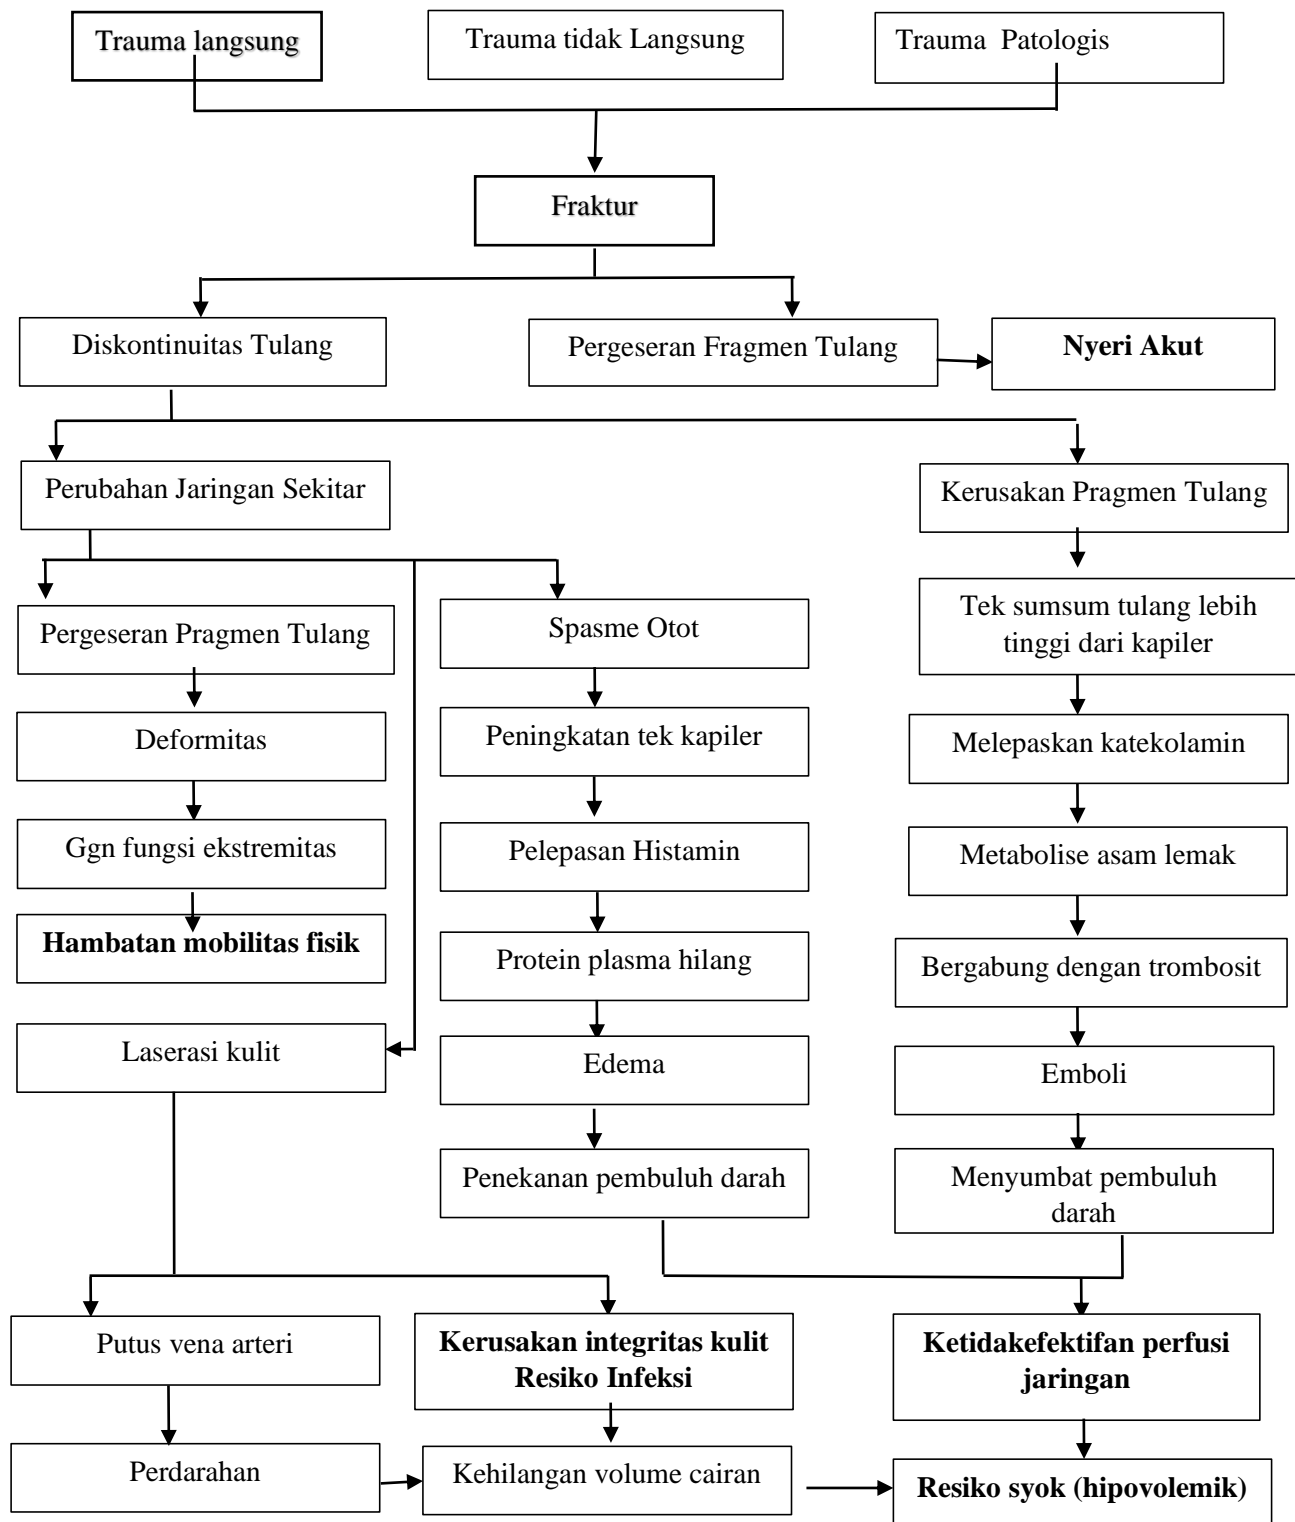 Trauma langsung
Trauma tidak Langsung
Trauma Patologis
Fraktur
Diskontinuitas Tulang
Pergeseran Fragmen Tulang
Nyeri Akut
Perubahan Jaringan Sekitar
Kerusakan Pragmen Tulang
Pergeseran Pragmen Tulang
Spasme Otot
Tek sumsum tulang lebih
tinggi dari kapiler
Deformitas
Peningkatan tek kapiler
Melepaskan katekolamin
Ggn fungsi ekstremitas
Pelepasan Histamin
Metabolise asam lemak
Hambatan mobilitas fisik
Protein plasma hilang
Bergabung dengan trombosit
Laserasi kulit
Edema
Emboli
Penekanan pembuluh darah
Menyumbat pembuluh
darah
Putus vena arteri
Kerusakan integritas kulit
Resiko Infeksi
Ketidakefektifan perfusi
jaringan
Perdarahan
Kehilangan volume cairan
Resiko syok (hipovolemik)